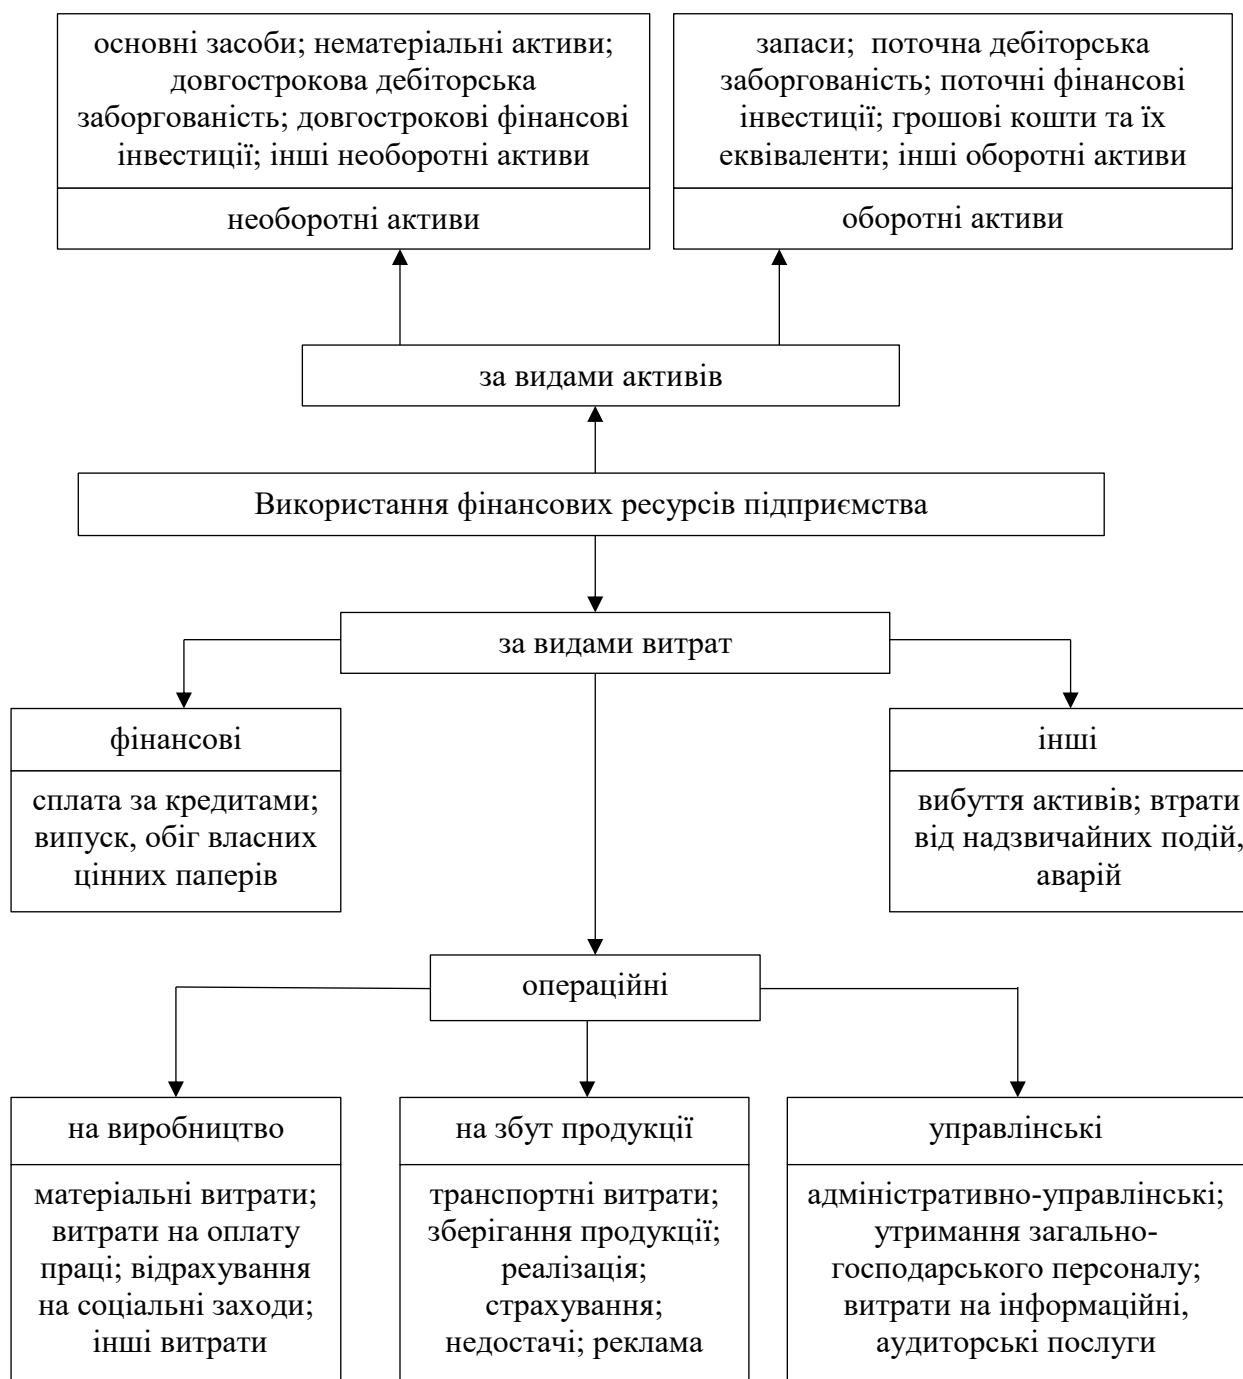 основні засоби; нематеріальні активи;
довгострокова дебіторська
заборгованість; довгострокові фінансові
інвестиції; інші необоротні активи
необоротні активи
запаси; поточна дебіторська
заборгованість; поточні фінансові
інвестиції; грошові кошти та їх
еквіваленти; інші оборотні активи
оборотні активи
за видами активів
Використання фінансових ресурсів підприємства
за видами витрат
фінансові
сплата за кредитами;
випуск, обіг власних
цінних паперів
інші
вибуття активів; втрати
від надзвичайних подій,
аварій
операційні
на виробництво
матеріальні витрати;
витрати на оплату
праці; відрахування
на соціальні заходи;
інші витрати
на збут продукції
транспортні витрати;
зберігання продукції;
реалізація;
страхування;
недостачі; реклама
управлінські
адміністративно-управлінські;
утримання загально-
господарського персоналу;
витрати на інформаційні,
аудиторські послуги